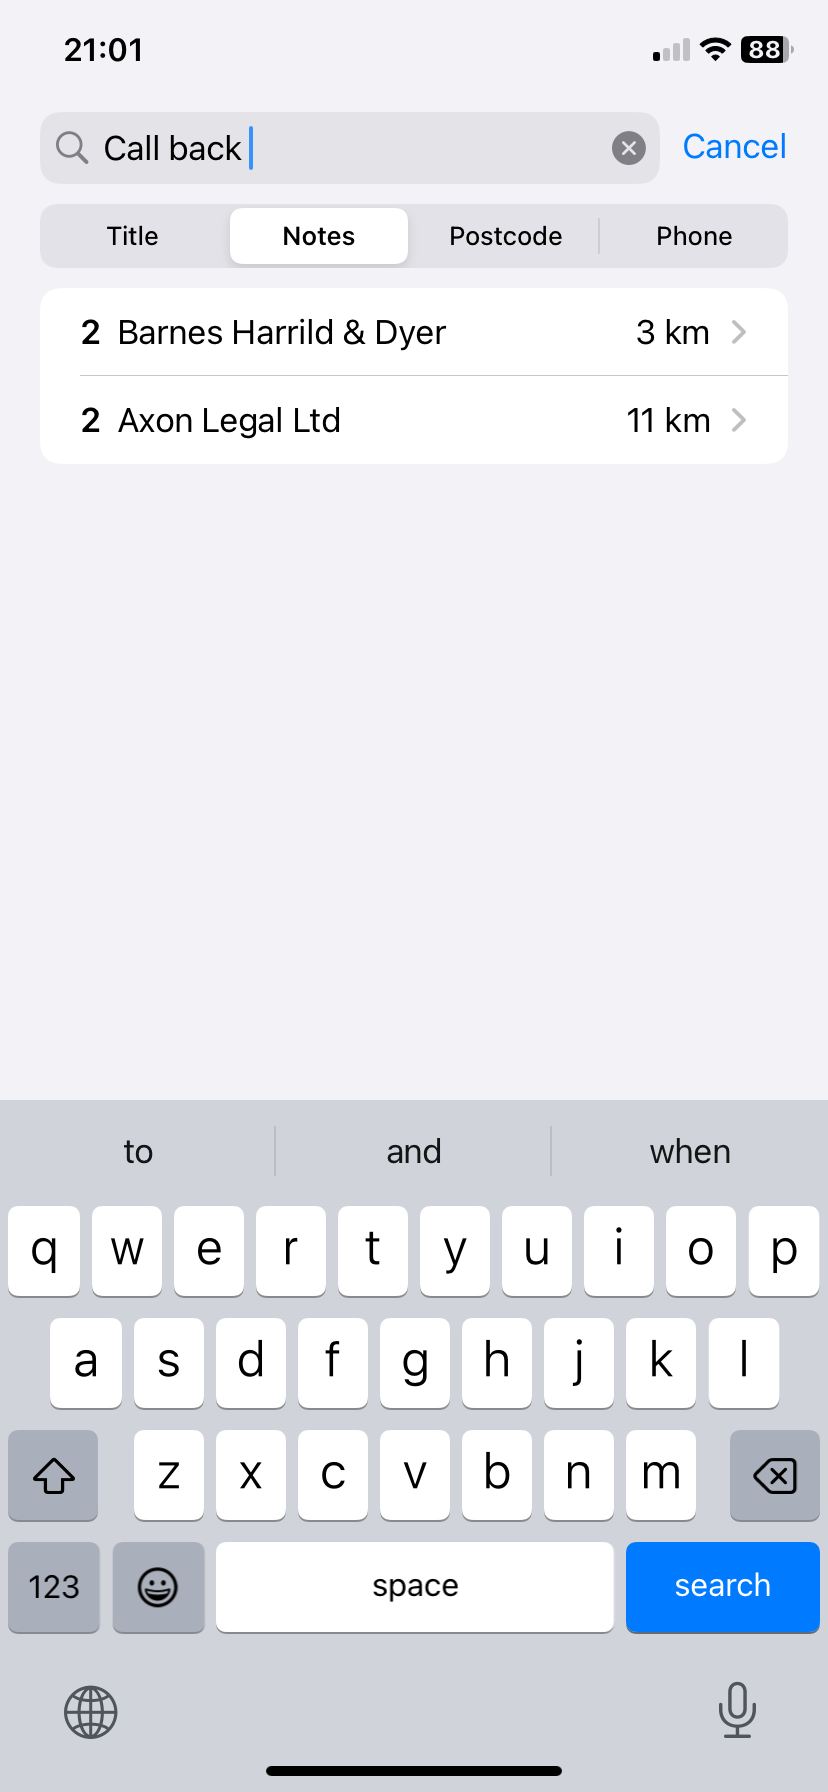 21:01 88
Call back Cancel
Title Notes Postcode Phone
2 Barnes Harrild & Dyer 3 km
2 Axon Legal Ltd 11 km
to and when
q w e r t y u i o p
a s d f g h j k l
z x c v b n m
123 space search